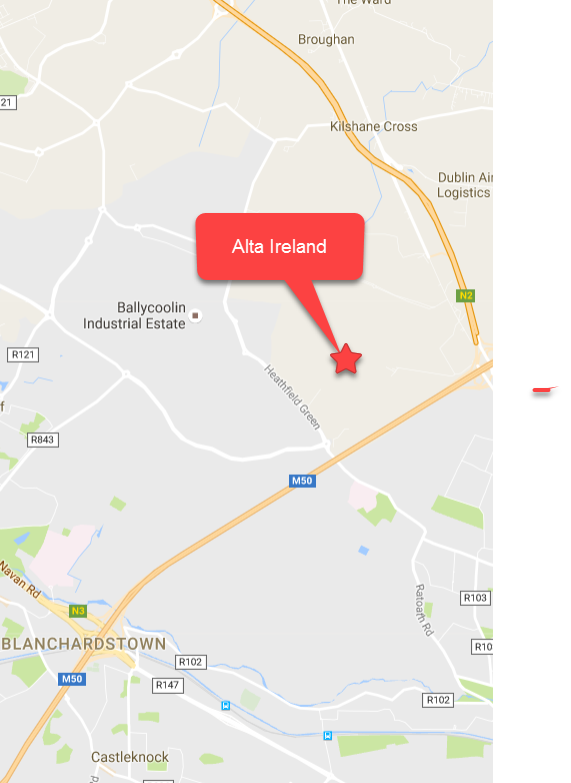 The Ward
Broughan
21
Kilshane Cross
Dublin Air
Logistics
Alta Ireland
N2
Ballycoolin
Industrial Estate
R121
Heathfield Green
f
R843
M50
Navan Rd
Ratoath Rd
R103
N3
BLANCHARDSTOWN
R10
R102
M50
R147
R102
Castleknock